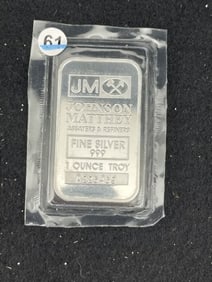 61
JM
JOHNSON
MATTHEY
ASSAYERS & REFINERS
FINE SILVER
999
1 OUNCE TROY